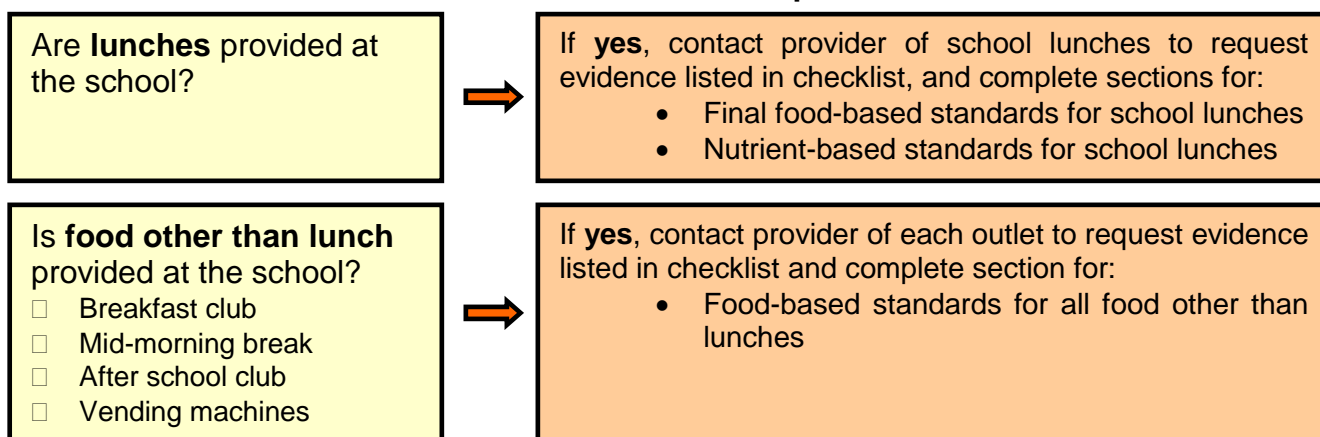 Are lunches provided at
the school?
If yes, contact provider of school lunches to request
evidence listed in checklist, and complete sections for:
• Final food-based standards for school lunches
• Nutrient-based standards for school lunches
Is food other than lunch
provided at the school?
□ Breakfast club
□ Mid-morning break
□ After school club
□ Vending machines
If yes, contact provider of each outlet to request evidence
listed in checklist and complete section for:
• Food-based standards for all food other than
lunches